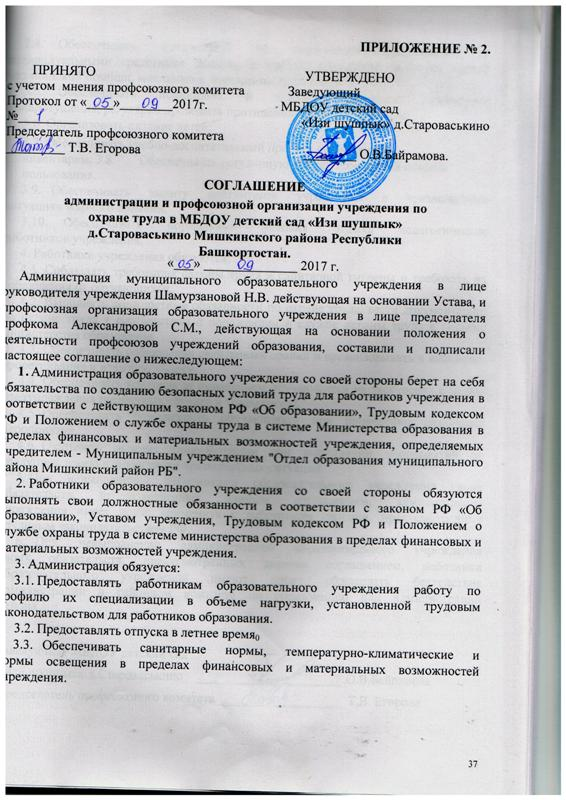 ПРИЛОЖЕНИЕ № 2.
ПРИНЯТО
с учетом мнения профсоюзного комитета
Протокол от « 05 » 09 2017г.
№ 1
Председатель профсоюзного комитета
Т.В. Егорова
УТВЕРЖДЕНО
Заведующий
МБДОУ детский сад
«Изи шушпык» д.Староваськино
О.В.Байрамова.
СОГЛАШЕНИЕ
администрации и профсоюзной организации учреждения по
охране труда в МБДОУ детский сад «Изи шушпык»
д.Староваськино Мишкинского района Республики
Башкортостан.
« 05 » 09 2017 г.
Администрация муниципального образовательного учреждения в лице
руководителя учреждения Шамурзановой Н.В. действующая на основании Устава, и
профсоюзная организация образовательного учреждения в лице председателя
профкома Александровой С.М., действующая на основании положения о
деятельности профсоюзов учреждений образования, составили и подписали
настоящее соглашение о нижеследующем:
1. Администрация образовательного учреждения со своей стороны берет на себя
обязательства по созданию безопасных условий труда для работников учреждения в
соответствии с действующим законом РФ «Об образовании», Трудовым кодексом
РФ и Положением о службе охраны труда в системе Министерства образования в
пределах финансовых и материальных возможностей учреждения, определяемых
учредителем - Муниципальным учреждением "Отдел образования муниципального
района Мишкинский район РБ".
2. Работники образовательного учреждения со своей стороны обязуются
выполнять свои должностные обязанности в соответствии с законом РФ «Об
образовании», Уставом учреждения, Трудовым кодексом РФ и Положением о
службе охраны труда в системе министерства образования в пределах финансовых и
материальных возможностей учреждения.
3. Администрация обязуется:
3.1. Предоставлять работникам образовательного учреждения работу по
профилю их специализации в объеме нагрузки, установленной трудовым
законодательством для работников образования.
3.2. Предоставлять отпуска в летнее время0
3.3. Обеспечивать санитарные нормы, температурно-климатические и
нормы освещения в пределах финансовых и материальных возможностей
учреждения.
37